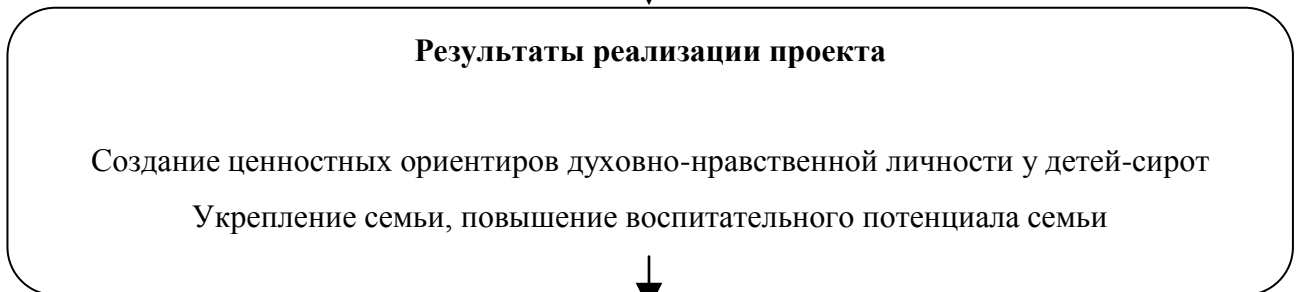 Результаты реализации проекта
Создание ценностных ориентиров духовно-нравственной личности у детей-сирот
Укрепление семьи, повышение воспитательного потенциала семьи